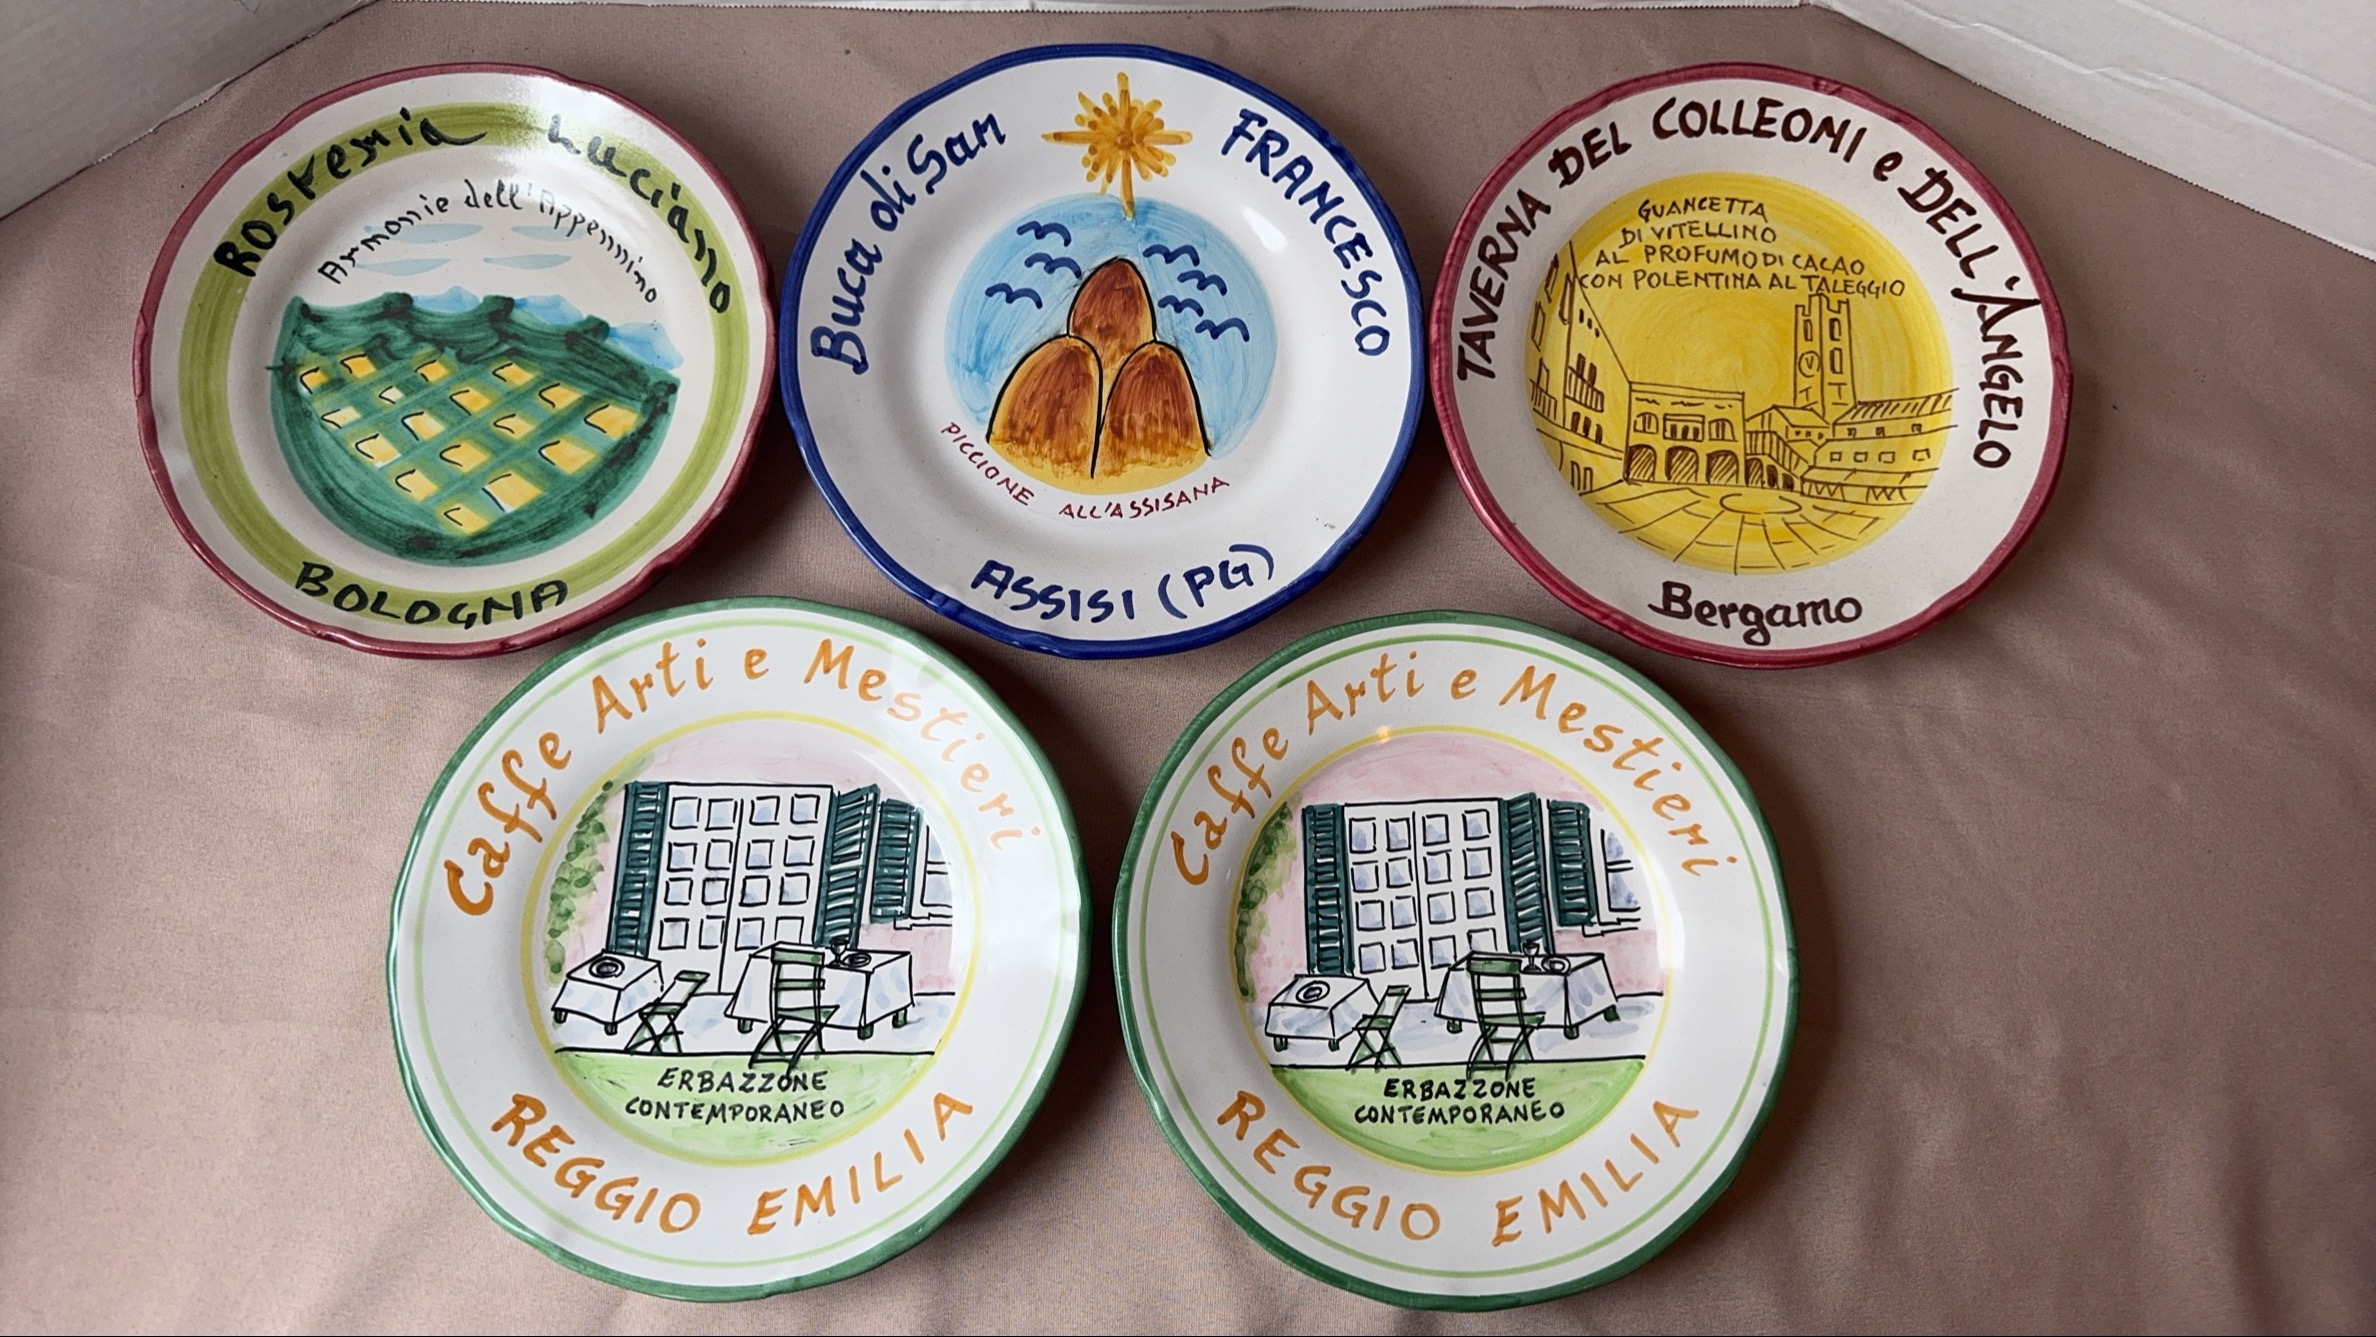 Rosteria Luciano
Armonie dell'Appennino
BOLOGNA
Buca di San FRANCESCO
PICCIONE ALL'ASSISANA
ASSISI (PG)
TAVERNA DEL COLLEONI e DELL'ANGELO
GUANCETTA
DI VITELLINO
AL PROFUMO DI CACAO
CON POLENTINA AL TALEGGIO
Bergamo
Caffe Arti e Mestieri
ERBAZZONE
CONTEMPORANEO
REGGIO EMILIA
Caffe Arti e Mestieri
ERBAZZONE
CONTEMPORANEO
REGGIO EMILIA